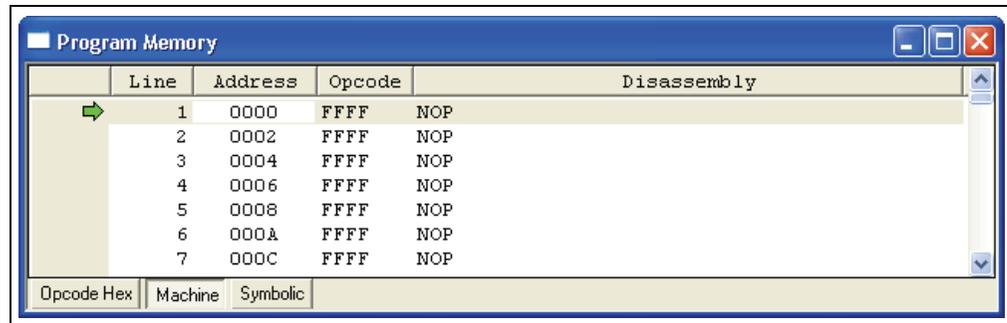 Program Memory
Line Address Opcode Disassembly
1 0000 FFFF NOP
2 0002 FFFF NOP
3 0004 FFFF NOP
4 0006 FFFF NOP
5 0008 FFFF NOP
6 000A FFFF NOP
7 000C FFFF NOP
Opcode Hex Machine Symbolic